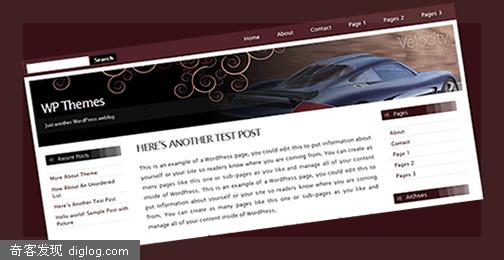 Home About Contact Page 1 Pages 2 Pages 3
Search
Velocity
WP Themes
Just another WordPress weblog
Recent Posts
More About Theme
How About An Unordered
List
Here's Another Test Post
Hello world! Sample Post with
Picture
HERE'S ANOTHER TEST POST
This is an example of a WordPress page, you could edit this to put information about
yourself or your site so readers know where you are coming from. You can create as
many pages like this one or sub-pages as you like and manage all of your content
inside of WordPress. This is an example of a WordPress page, you could edit this to
put information about yourself or your site so readers know where you are coming
from. You can create as many pages like this one or sub-pages as you like and
manage all of your content inside of WordPress.
Pages
About
Contact
Page 1
Pages 2
Pages 3
Archives
奇客发现 diglog.com